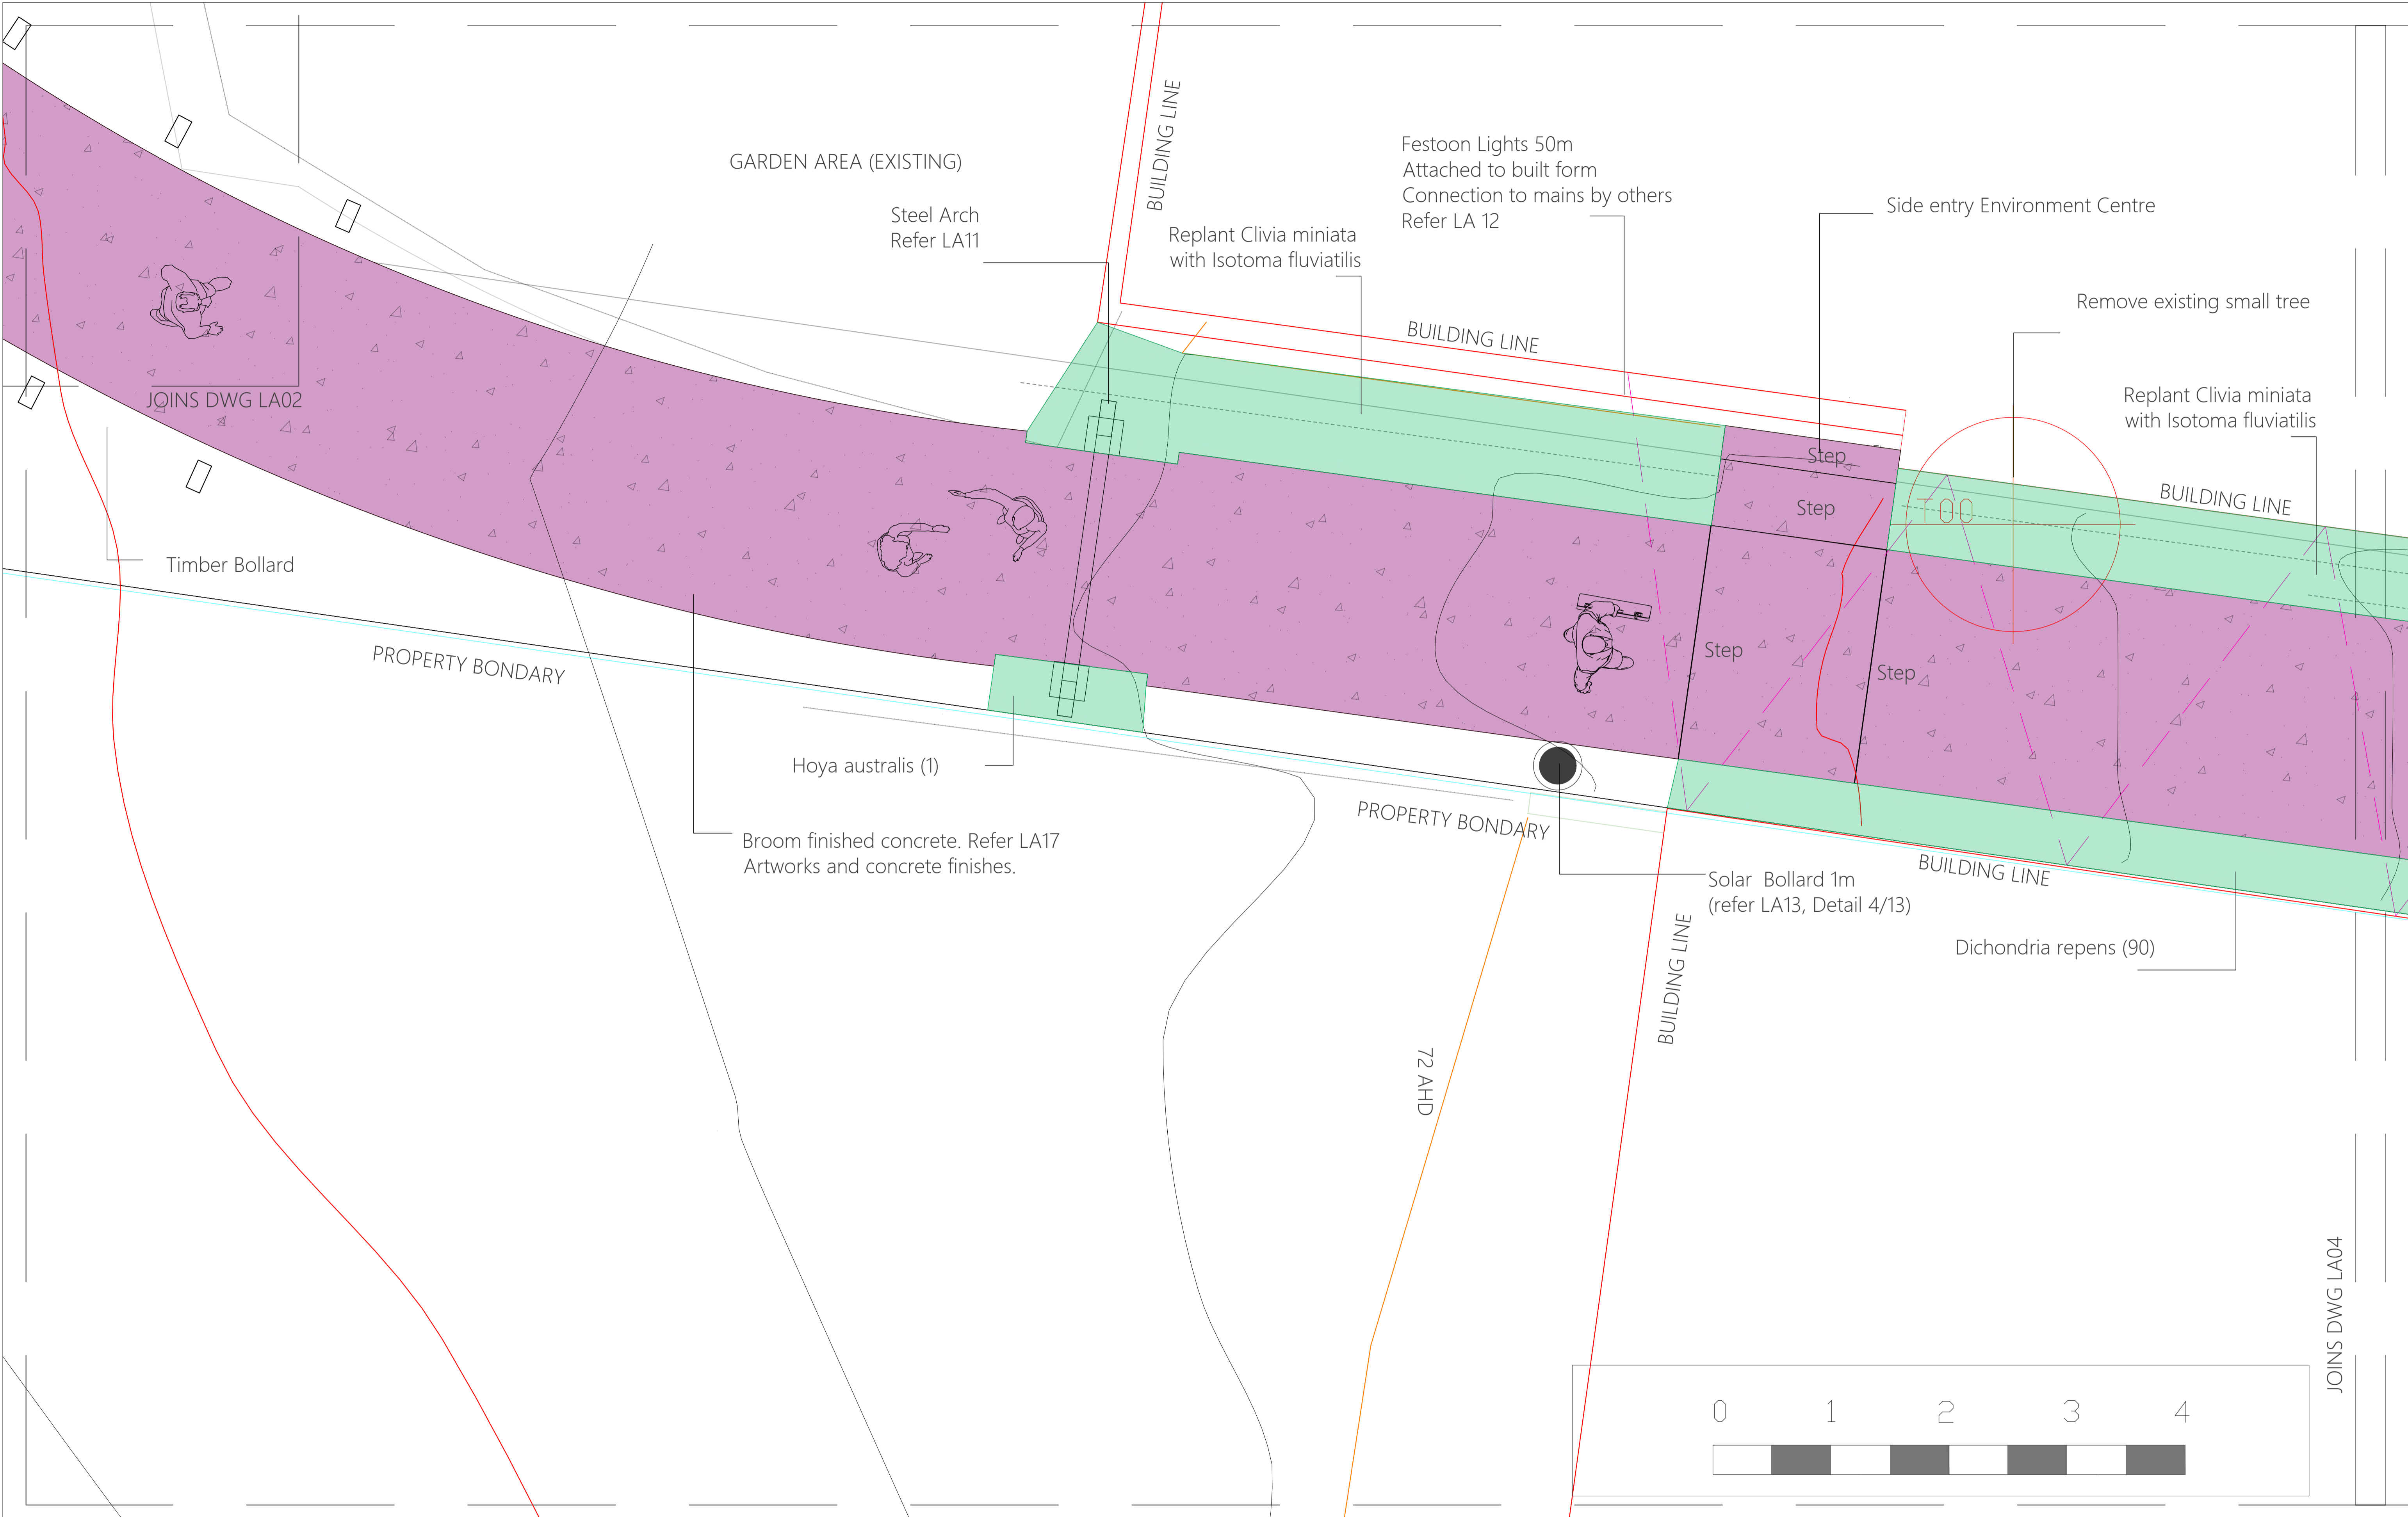 BUILDING LINE
GARDEN AREA (EXISTING)
Steel Arch
Refer LA11
Replant Clivia miniata
with Isotoma fluviatilis
Festoon Lights 50m
Attached to built form
Connection to mains by others
Refer LA 12
Side entry Environment Centre
Remove existing small tree
BUILDING LINE
Replant Clivia miniata
with Isotoma fluviatilis
JOINS DWG LA02
Step
Step
BUILDING LINE
Timber Bollard
PROPERTY BONDARY
Step
Step
Hoya australis (1)
Broom finished concrete. Refer LA17
Artworks and concrete finishes.
PROPERTY BONDARY
BUILDING LINE
Solar  Bollard 1m
(refer LA13, Detail 4/13)
Dichondria repens (90)
BUILDING LINE
72 AHD
JOINS DWG LA04
0 1 2 3 4